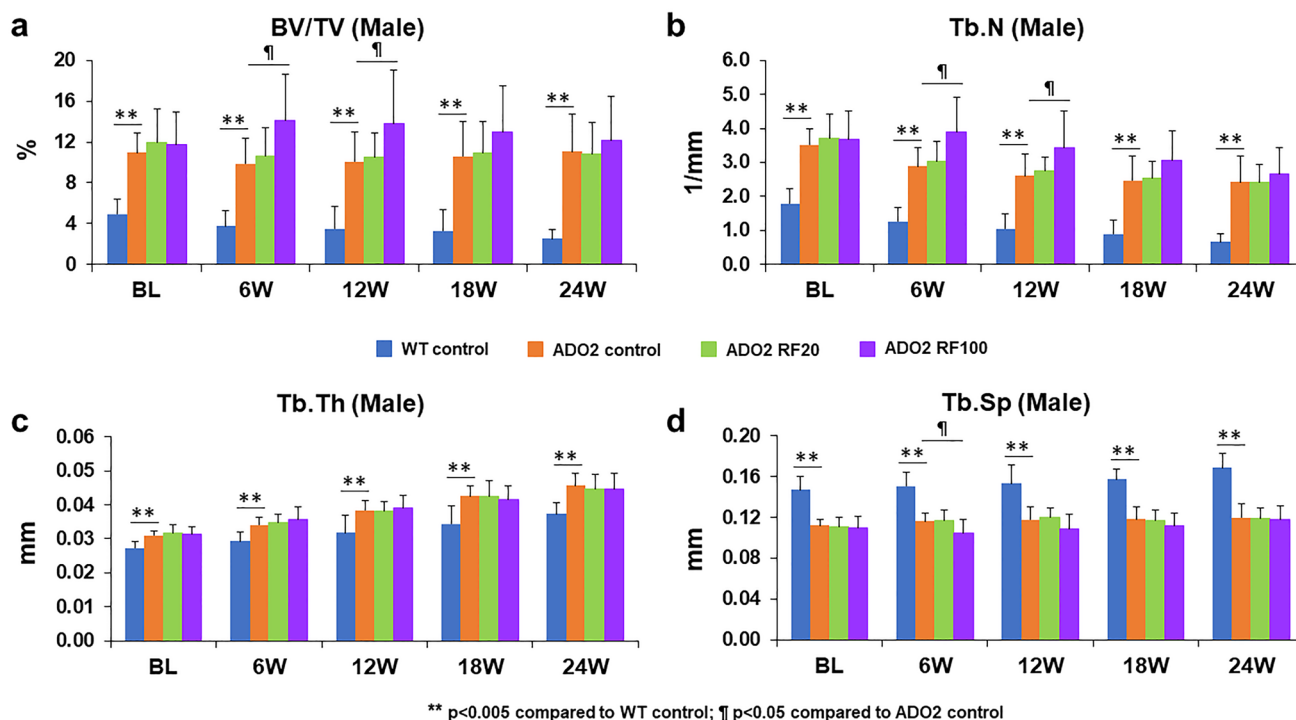 a
BV/TV (Male)
20
16
12
8
4
0
%
**
**
¶
**
¶
**
**
BL
6W
12W
18W
24W
b
Tb.N (Male)
6.0
5.0
4.0
3.0
2.0
1.0
0.0
1/mm
**
**
¶
**
¶
**
**
BL
6W
12W
18W
24W
WT control
ADO2 control
ADO2 RF20
ADO2 RF100
c
Tb.Th (Male)
0.06
0.05
0.04
0.03
0.02
0.01
0.00
mm
**
**
**
**
**
BL
6W
12W
18W
24W
d
Tb.Sp (Male)
0.20
0.16
0.12
0.08
0.04
0.00
mm
**
**
¶
**
**
**
BL
6W
12W
18W
24W
** p<0.005 compared to WT control; ¶ p<0.05 compared to ADO2 control